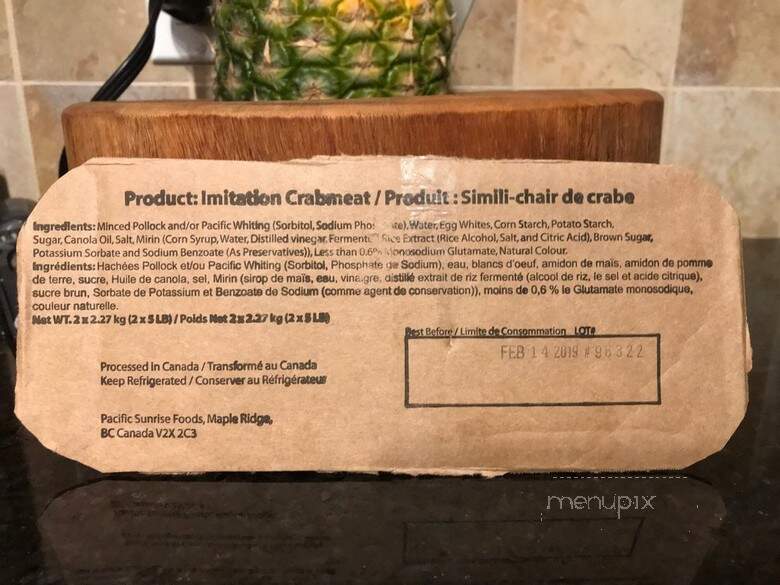 Product: Imitation Crabmeat / Produit : Simili-chair de crabe
Ingredients: Minced Pollock and/or Pacific Whiting (Sorbitol, Sodium Phos te), Water, Egg Whites, Corn Starch, Potato Starch,
Sugar, Canola Oil, Salt, Mirin (Corn Syrup, Water, Distilled vinegar, Ferment Rice Extract (Rice Alcohol, Salt, and Citric Acid), Brown Sugar,
Potassium Sorbate and Sodium Benzoate (As Preservatives)), Less than 0.6% Monosodium Glutamate, Natural Colour.
Ingrédients: Hachées Pollock et/ou Pacific Whiting (Sorbitol, Phosphate de Sodium), eau, blancs d'oeuf, amidon de maïs, amidon de pomme
de terre, sucre, Huile de canola, sel, Mirin (sirop de maïs, eau, vinaigre, distillé extrait de riz fermenté (alcool de riz, le sel et acide citrique),
sucre brun, Sorbate de Potassium et Benzoate de Sodium (comme agent de conservation)), moins de 0,6 % le Glutamate monosodique,
couleur naturelle.
Net WT. 2 x 2.27 kg (2 x 5 LB) / Poids Net 2 x 2.27 kg (2 x 5 LB)
Best Before / Limite de Consommation LOT#
FEB 14 2019 # 96322
Processed in Canada / Transformé au Canada
Keep Refrigerated / Conserver au Réfrigérateur
Pacific Sunrise Foods, Maple Ridge,
BC Canada V2X 2C3
menupix